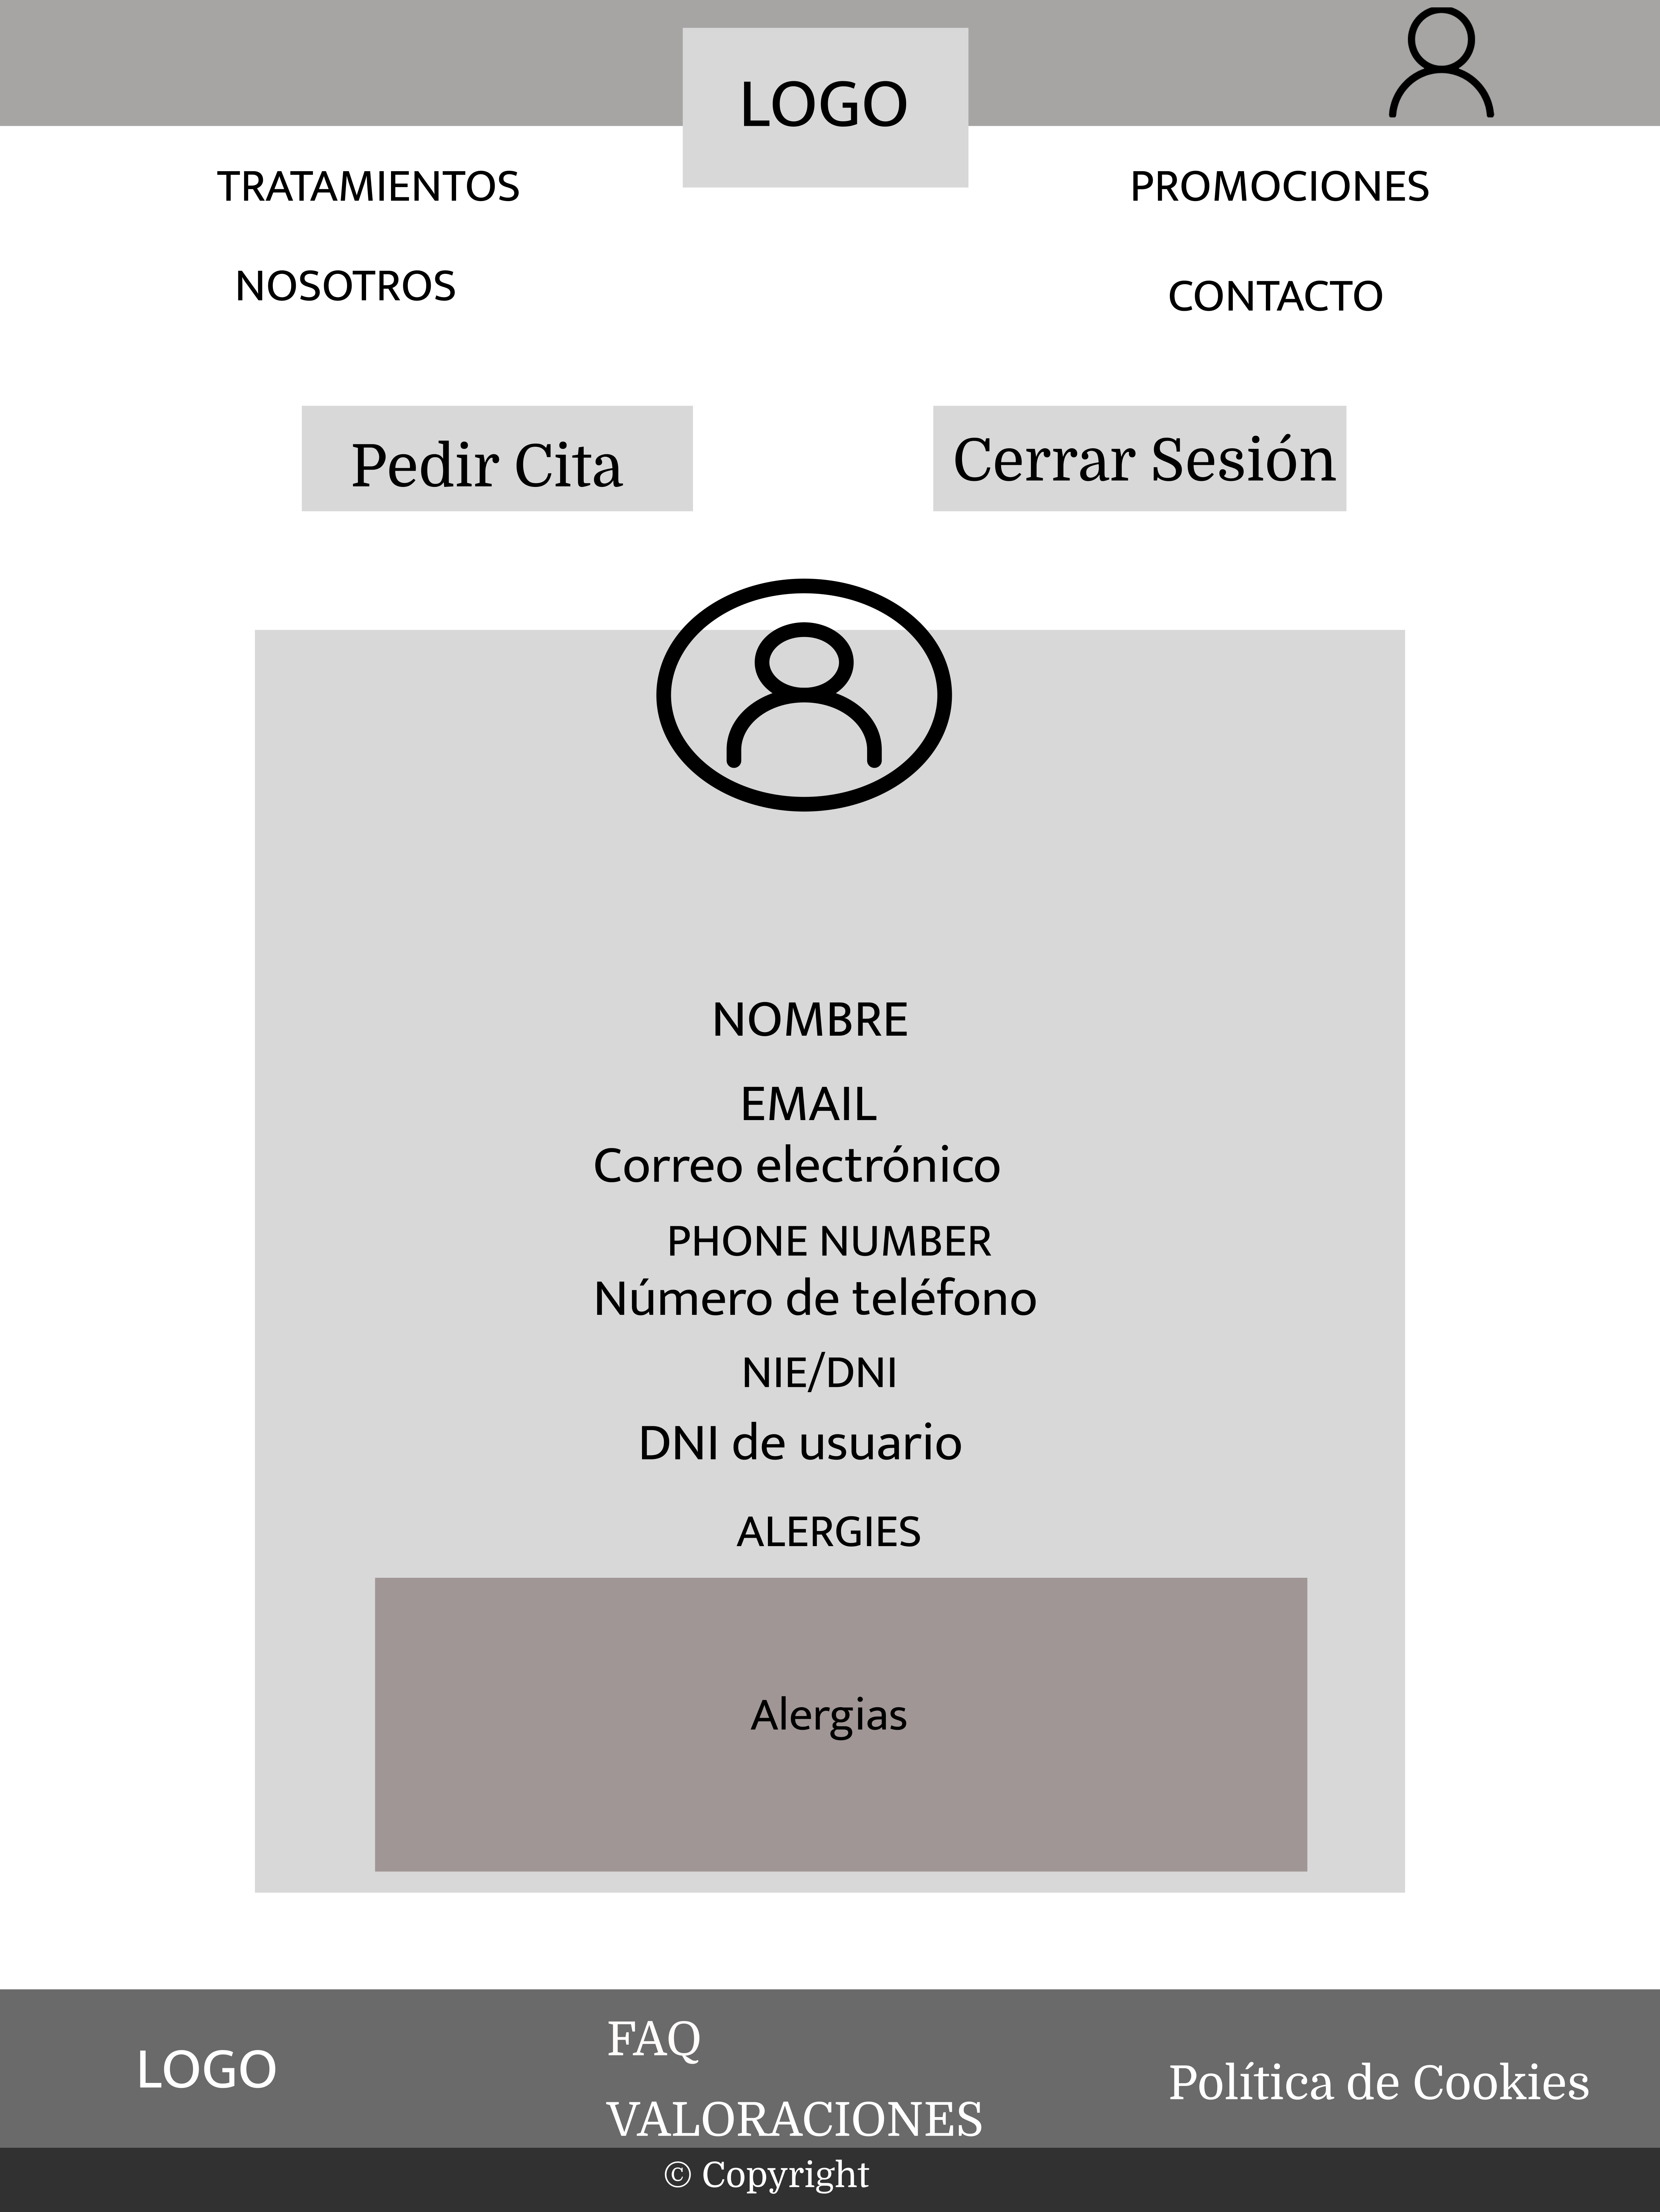 LOGO
TRATAMIENTOS
PROMOCIONES
NOSOTROS
CONTACTO
Pedir Cita
Cerrar Sesión
NOMBRE
EMAIL
Correo electrónico
PHONE NUMBER
Número de teléfono
NIE/DNI
DNI de usuario
ALERGIES
Alergias
LOGO
FAQ
VALORACIONES
Política de Cookies
© Copyright